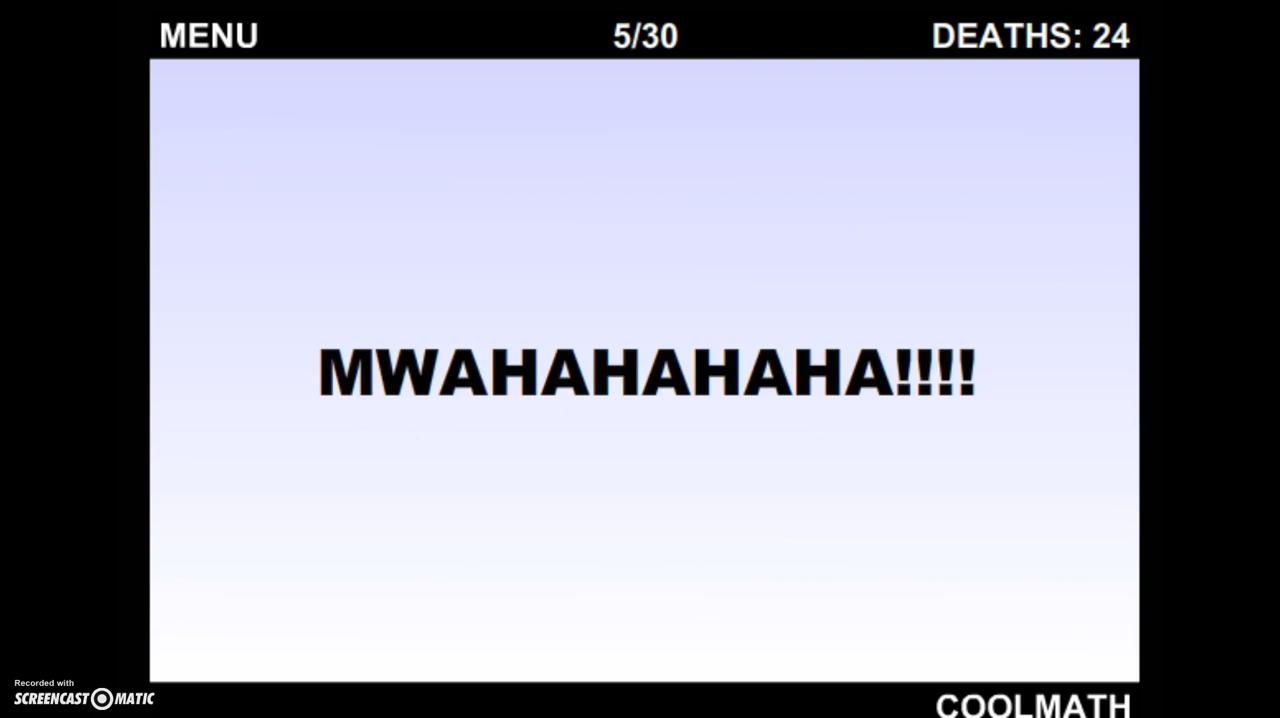 MENU 5/30 DEATHS: 24
MWAHAHAHAHA!!!!
Recorded with
SCREENCAST MATIC
COOLMATH